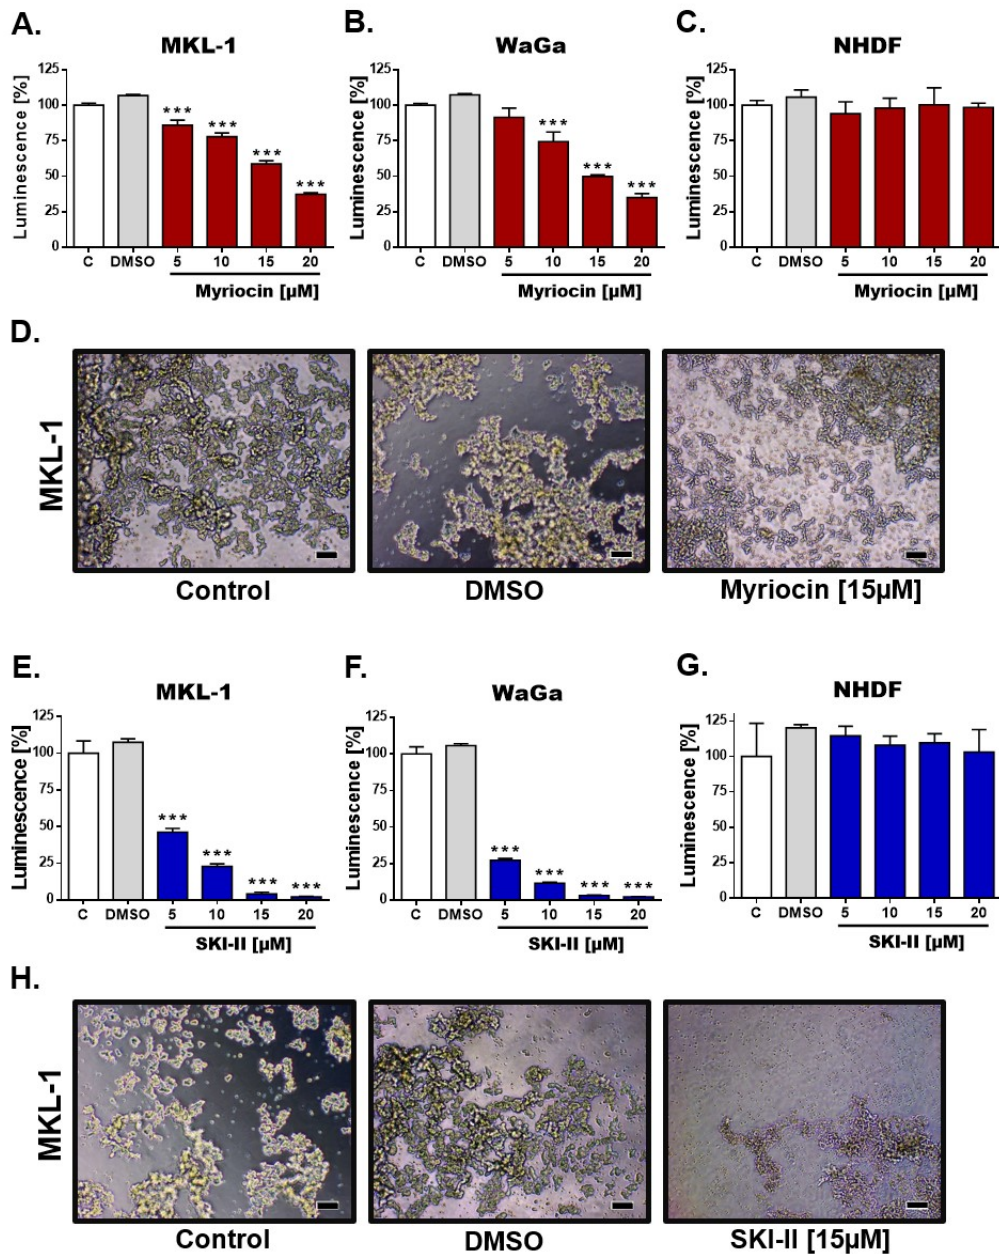 A.
MKL-1
Luminescence [%]
125
100
75
50
25
0
***
***
***
***
C DMSO 5 10 15 20
Myriocin [µM]
B.
WaGa
Luminescence [%]
125
100
75
50
25
0
***
***
***
C DMSO 5 10 15 20
Myriocin [µM]
C.
NHDF
Luminescence [%]
125
100
75
50
25
0
C DMSO 5 10 15 20
Myriocin [µM]
D.
MKL-1
Control
DMSO
Myriocin [15µM]
E.
MKL-1
Luminescence [%]
125
100
75
50
25
0
***
***
***
***
C DMSO 5 10 15 20
SKI-II [µM]
F.
WaGa
Luminescence [%]
125
100
75
50
25
0
***
***
***
***
C DMSO 5 10 15 20
SKI-II [µM]
G.
NHDF
Luminescence [%]
125
100
75
50
25
0
C DMSO 5 10 15 20
SKI-II [µM]
H.
MKL-1
Control
DMSO
SKI-II [15µM]